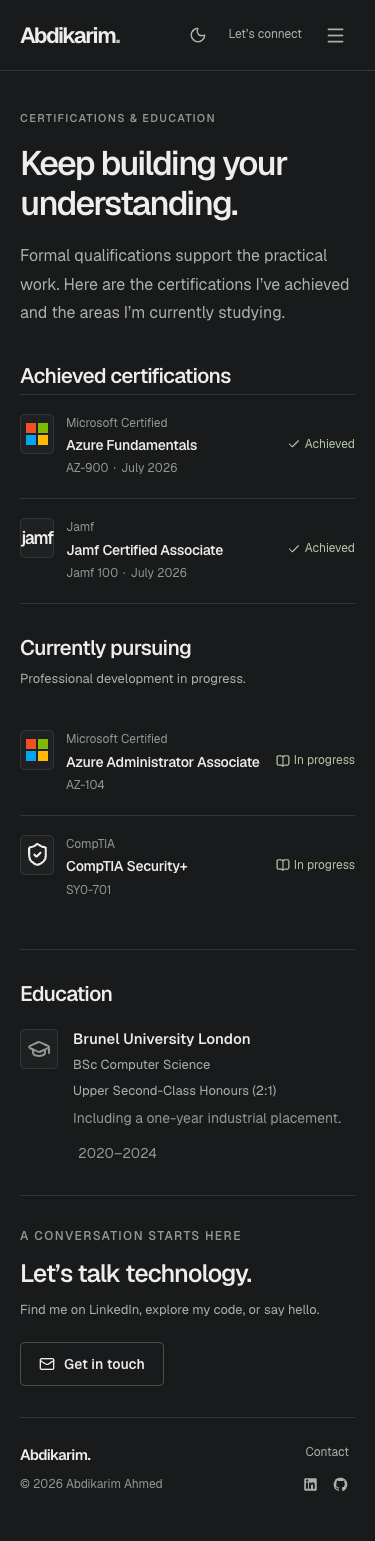 Abdikarim.
Let's connect
CERTIFICATIONS & EDUCATION
Keep building your
understanding.
Formal qualifications support the practical
work. Here are the certifications I've achieved
and the areas I'm currently studying.
Achieved certifications
Microsoft Certified
Azure Fundamentals
AZ-900 · July 2026
Achieved
jamf
Jamf
Jamf Certified Associate
Jamf 100 · July 2026
Achieved
Currently pursuing
Professional development in progress.
Microsoft Certified
Azure Administrator Associate
AZ-104
In progress
CompTIA
CompTIA Security+
SY0-701
In progress
Education
Brunel University London
BSc Computer Science
Upper Second-Class Honours (2:1)
Including a one-year industrial placement.
2020–2024
A CONVERSATION STARTS HERE
Let's talk technology.
Find me on LinkedIn, explore my code, or say hello.
Get in touch
Abdikarim.
Contact
© 2026 Abdikarim Ahmed